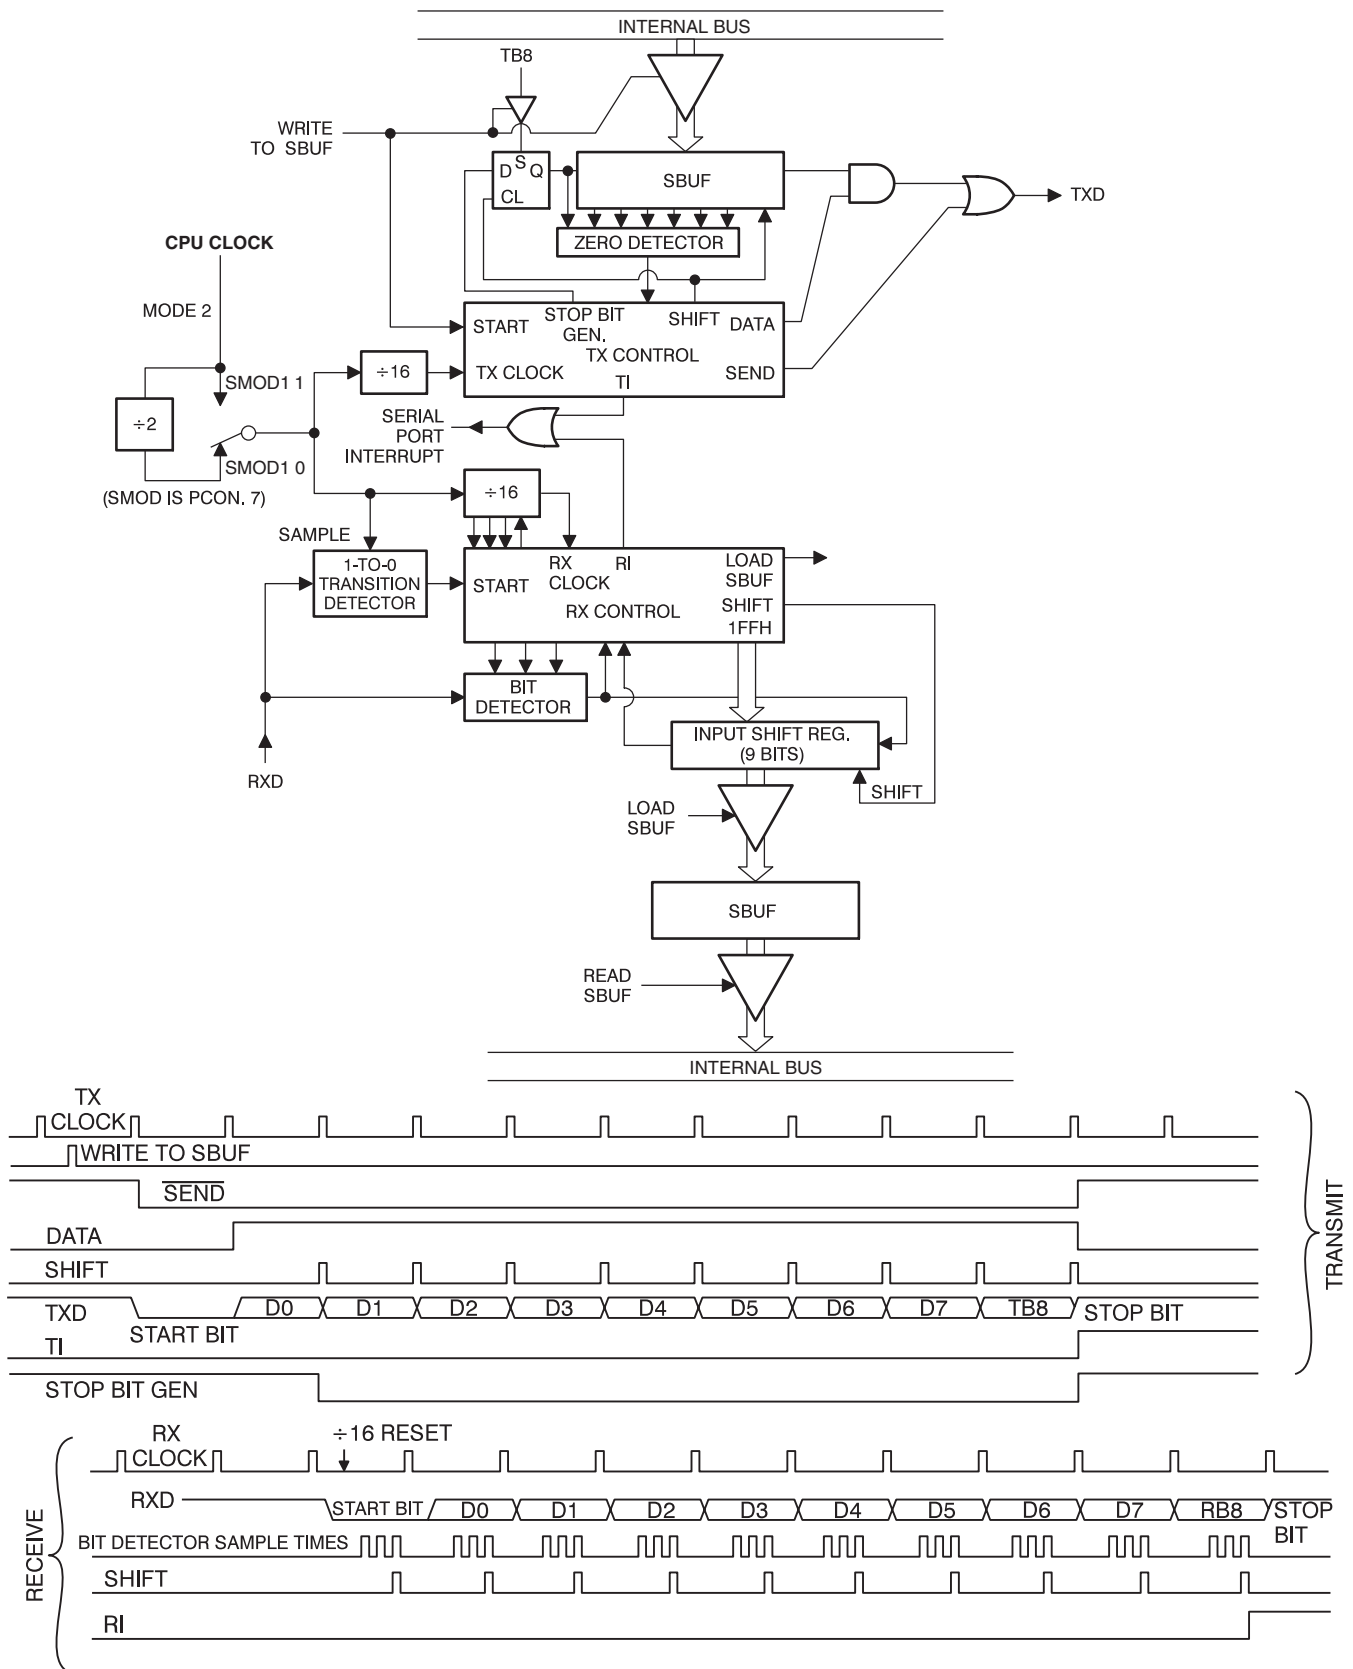 INTERNAL BUS
TB8
WRITE
TO SBUF
D S Q
CL
SBUF
TXD
ZERO DETECTOR
CPU CLOCK
MODE 2
START
STOP BIT
GEN.
SHIFT
DATA
TX CONTROL
÷16
TX CLOCK
TI
SEND
SMOD1 1
÷2
SMOD1 0
(SMOD IS PCON. 7)
SERIAL
PORT
INTERRUPT
÷16
SAMPLE
1-TO-0
TRANSITION
DETECTOR
START
RX
CLOCK
RI
LOAD
SBUF
RX CONTROL
SHIFT
1FFH
BIT
DETECTOR
INPUT SHIFT REG.
(9 BITS)
RXD
SHIFT
LOAD
SBUF
SBUF
READ
SBUF
INTERNAL BUS
TX
CLOCK
WRITE TO SBUF
SEND
DATA
SHIFT
TXD
START BIT
D0 D1 D2 D3 D4 D5 D6 D7 TB8 STOP BIT
TI
STOP BIT GEN
TRANSMIT
RX
CLOCK
÷16 RESET
RXD
START BIT D0 D1 D2 D3 D4 D5 D6 D7 RB8 STOP
BIT
BIT DETECTOR SAMPLE TIMES
SHIFT
RI
RECEIVE